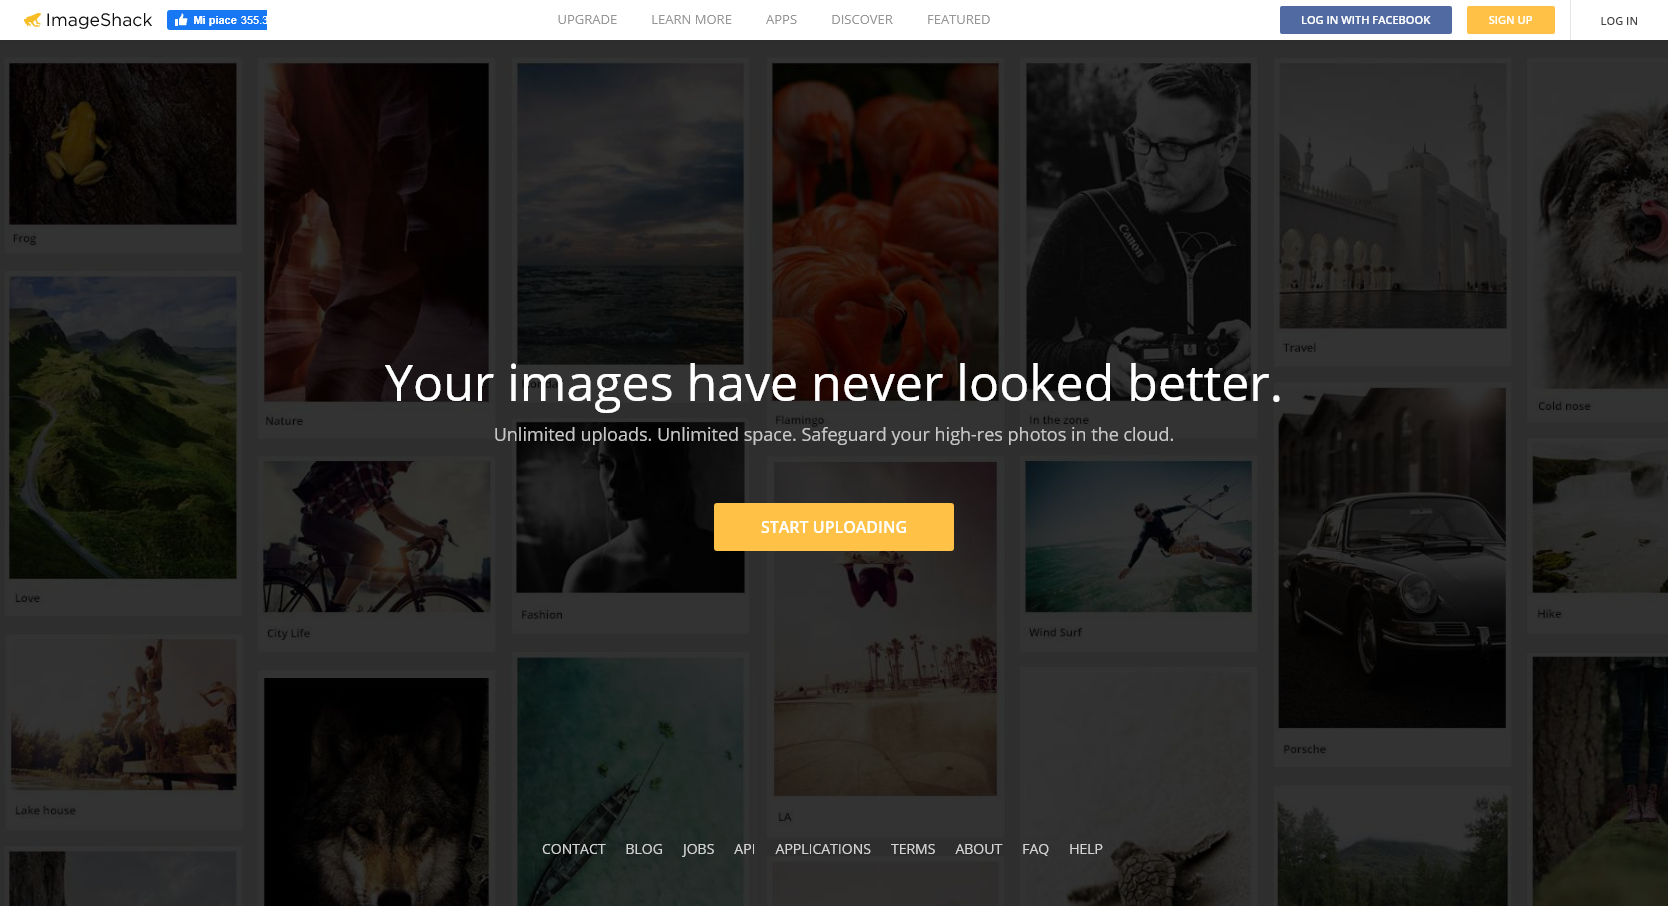 ImageShack
Mi piace 355.3
UPGRADE LEARN MORE APPS DISCOVER FEATURED
LOG IN WITH FACEBOOK SIGN UP LOG IN
Frog
Canon
Travel
Your images have never looked better.
Cold nose
Nature
Flamingo
In the zone
Unlimited uploads. Unlimited space. Safeguard your high-res photos in the cloud.
START UPLOADING
Love
Fashion
Hike
City Life
Wind Surf
Porsche
Lake house
LA
CONTACT BLOG JOBS API APPLICATIONS TERMS ABOUT FAQ HELP